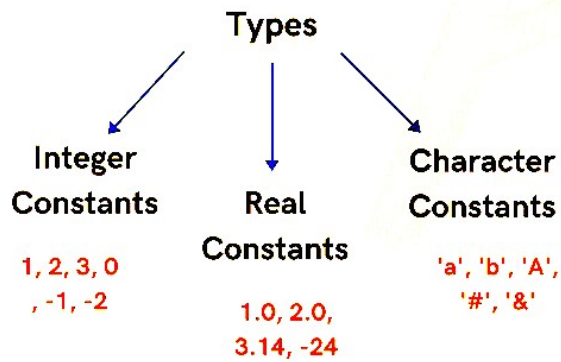 Types
Integer
Constants
1, 2, 3, 0
, -1, -2
Real
Constants
1.0, 2.0,
3.14, -24
Character
Constants
'a', 'b', 'A',
'#', '&'